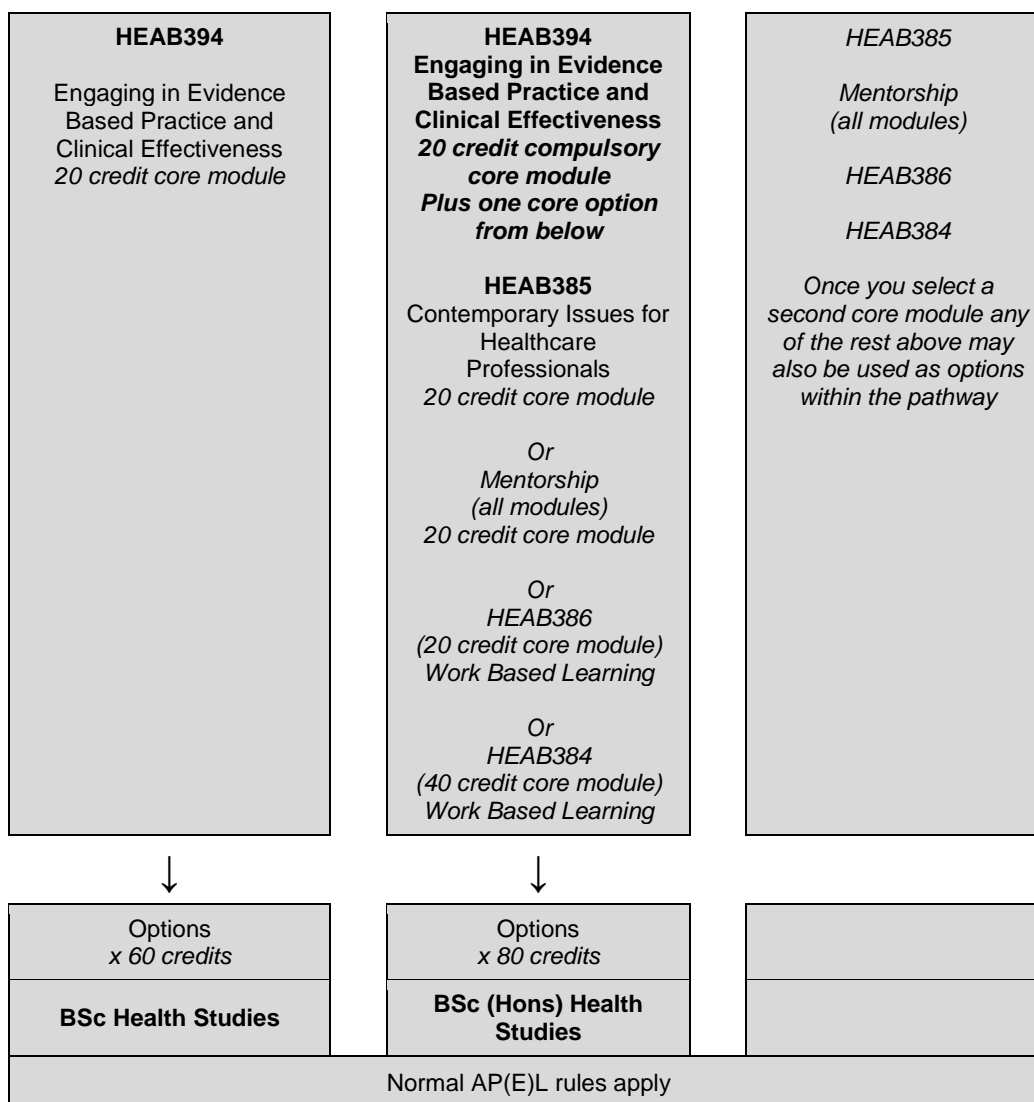 HEAB394
Engaging in Evidence
Based Practice and
Clinical Effectiveness
20 credit core module
HEAB394
Engaging in Evidence
Based Practice and
Clinical Effectiveness
20 credit compulsory
core module
Plus one core option
from below
HEAB385
Contemporary Issues for
Healthcare
Professionals
20 credit core module
Or
Mentorship
(all modules)
20 credit core module
Or
HEAB386
(20 credit core module)
Work Based Learning
Or
HEAB384
(40 credit core module)
Work Based Learning
HEAB385
Mentorship
(all modules)
HEAB386
HEAB384
Once you select a
second core module any
of the rest above may
also be used as options
within the pathway
↓
↓
Options
x 60 credits
Options
x 80 credits
BSc Health Studies
BSc (Hons) Health
Studies
Normal AP(E)L rules apply